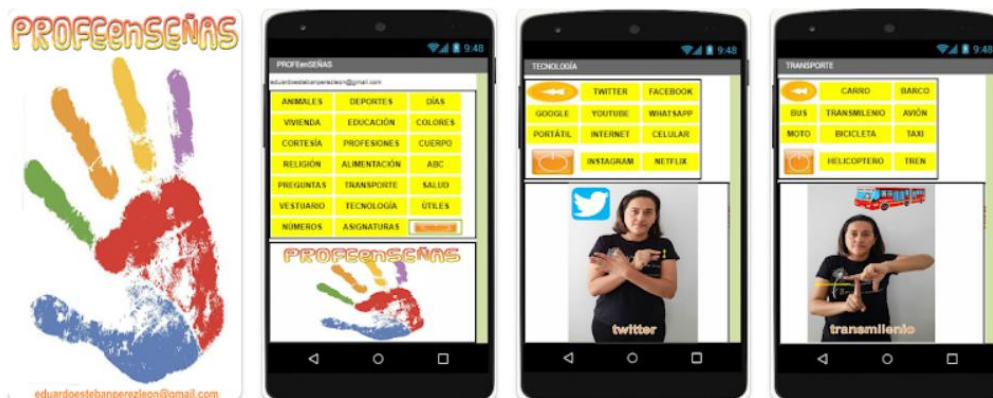 PROFEenSEÑAS
eduardoestebanperezleon@gmail.com
9:48
PROFEenSEÑAS
eduardoestebanperezleon@gmail.com
ANIMALES DEPORTES DÍAS
VIVIENDA EDUCACIÓN COLORES
CORTESÍA PROFESIONES CUERPO
RELIGIÓN ALIMENTACIÓN ABC
PREGUNTAS TRANSPORTE SALUD
VESTUARIO TECNOLOGÍA ÚTILES
NÚMEROS ASIGNATURAS
PROFEenSEÑAS
9:48
TECNOLOGÍA
TWITTER FACEBOOK
GOOGLE YOUTUBE WHATSAPP
PORTÁTIL INTERNET CELULAR
INSTAGRAM NETFLIX
twitter
9:48
TRANSPORTE
CARRO BARCO
BUS TRANSMILENIO AVIÓN
MOTO BICICLETA TAXI
HELICOPTERO TREN
transmilenio